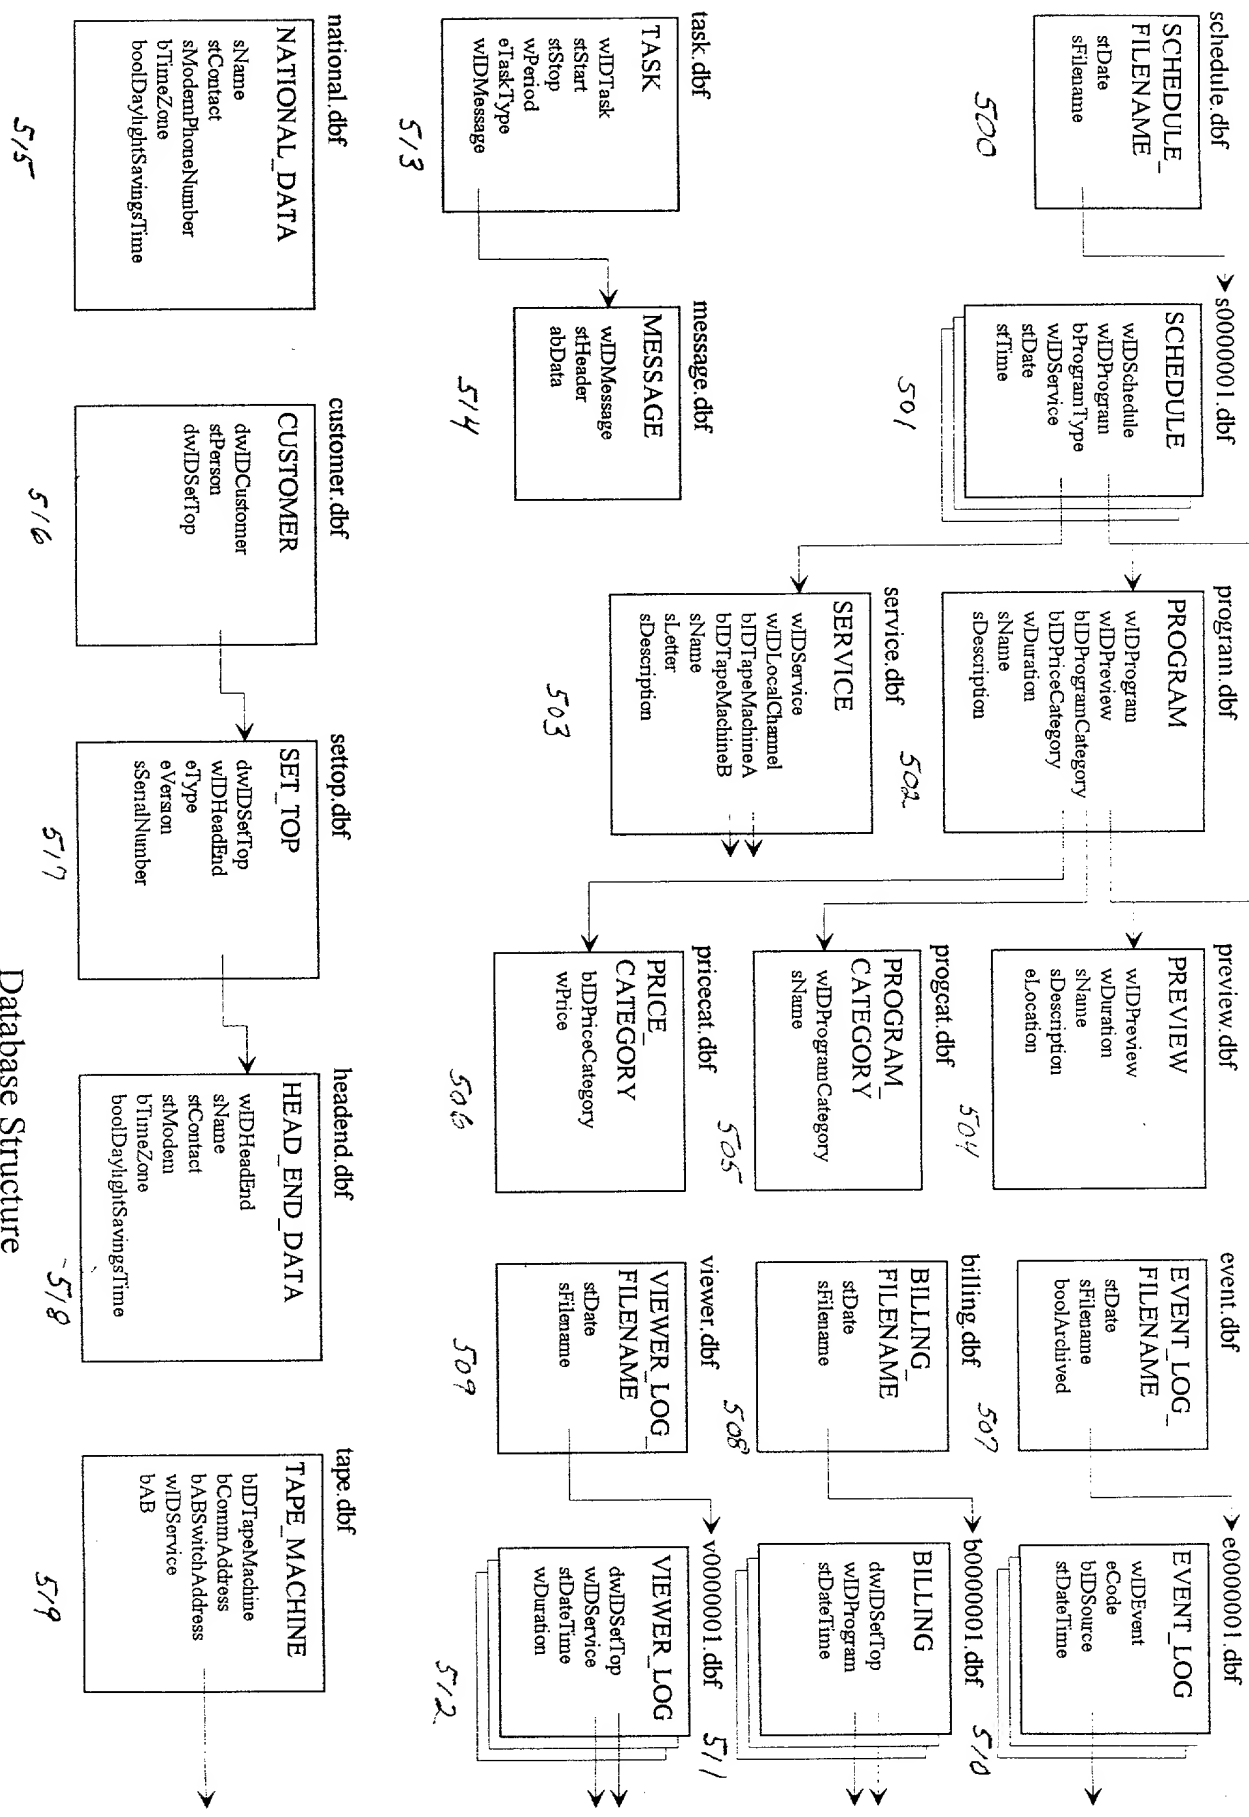 schedule.dbf
SCHEDULE_
FILENAME
stDate
sFilename
500
s0000001.dbf
SCHEDULE
wIDSchedule
wIDProgram
bProgramType
wIDService
stDate
stTime
501
program.dbf
PROGRAM
wIDProgram
wIDPreview
bIDProgramCategory
bIDPriceCategory
wDuration
sName
sDescription
502
preview.dbf
PREVIEW
wIDPreview
wDuration
sName
sDescription
eLocation
504
event.dbf
EVENT_LOG_
FILENAME
stDate
sFilename
boolArchived
507
e0000001.dbf
EVENT_LOG
wIDEvent
eCode
bIDSource
stDateTime
510
service.dbf
SERVICE
wIDService
wIDLocalChannel
bIDTapeMachineA
bIDTapeMachineB
sName
sLetter
sDescription
503
progcat.dbf
PROGRAM_
CATEGORY
wIDProgramCategory
sName
505
billing.dbf
BILLING_
FILENAME
stDate
sFilename
508
b0000001.dbf
BILLING
dwIDSetTop
wIDProgram
stDateTime
511
task.dbf
TASK
wIDTask
stStart
stStop
wPeriod
eTaskType
wIDMessage
513
message.dbf
MESSAGE
wIDMessage
stHeader
abData
514
pricecat.dbf
PRICE_
CATEGORY
bIDPriceCategory
wPrice
506
viewer.dbf
VIEWER_LOG_
FILENAME
stDate
sFilename
509
v0000001.dbf
VIEWER_LOG
dwIDSetTop
wIDService
stDateTime
wDuration
512
national.dbf
NATIONAL_DATA
sName
stContact
sModemPhoneNumber
bTimeZone
boolDaylightSavingsTime
515
customer.dbf
CUSTOMER
dwIDCustomer
stPerson
dwIDSetTop
516
settop.dbf
SET_TOP
dwIDSetTop
wIDHeadEnd
eType
eVersion
sSerialNumber
517
headend.dbf
HEAD_END_DATA
wIDHeadEnd
sName
stContact
stModem
bTimeZone
boolDaylightSavingsTime
518
tape.dbf
TAPE_MACHINE
bIDTapeMachine
bCommAddress
bABSwitchAddress
wIDService
bAB
519
Database Structure